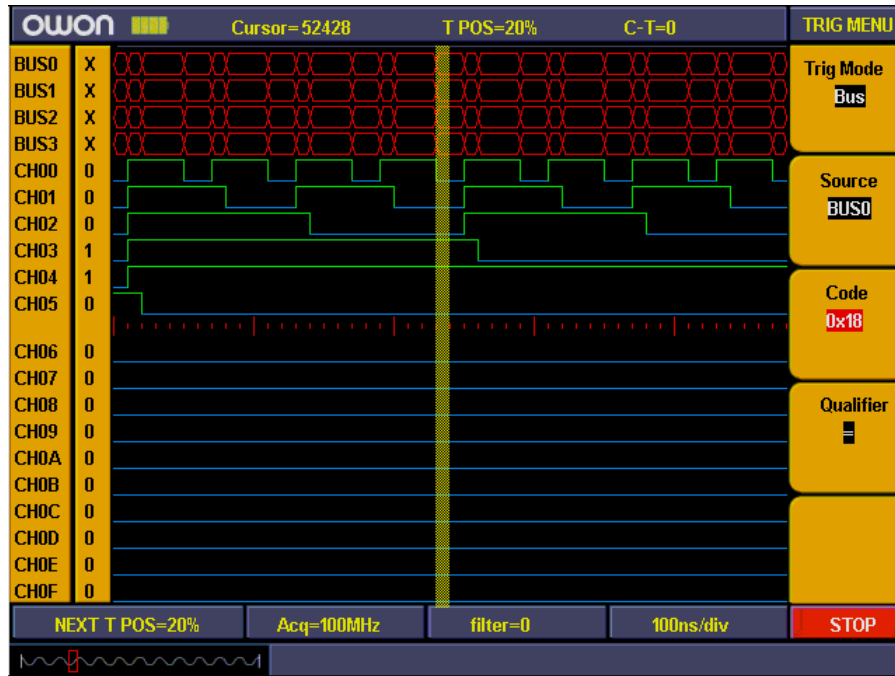 OWON Cursor=52428 T POS=20% C-T=0 TRIG MENU
BUS0 X
BUS1 X
BUS2 X
BUS3 X
CH00 0
CH01 0
CH02 0
CH03 1
CH04 1
CH05 0
CH06 0
CH07 0
CH08 0
CH09 0
CH0A 0
CH0B 0
CH0C 0
CH0D 0
CH0E 0
CH0F 0
Trig Mode
Bus
Source
BUS0
Code
0x18
Qualifier
=
NEXT T POS=20% Acq=100MHz filter=0 100ns/div STOP